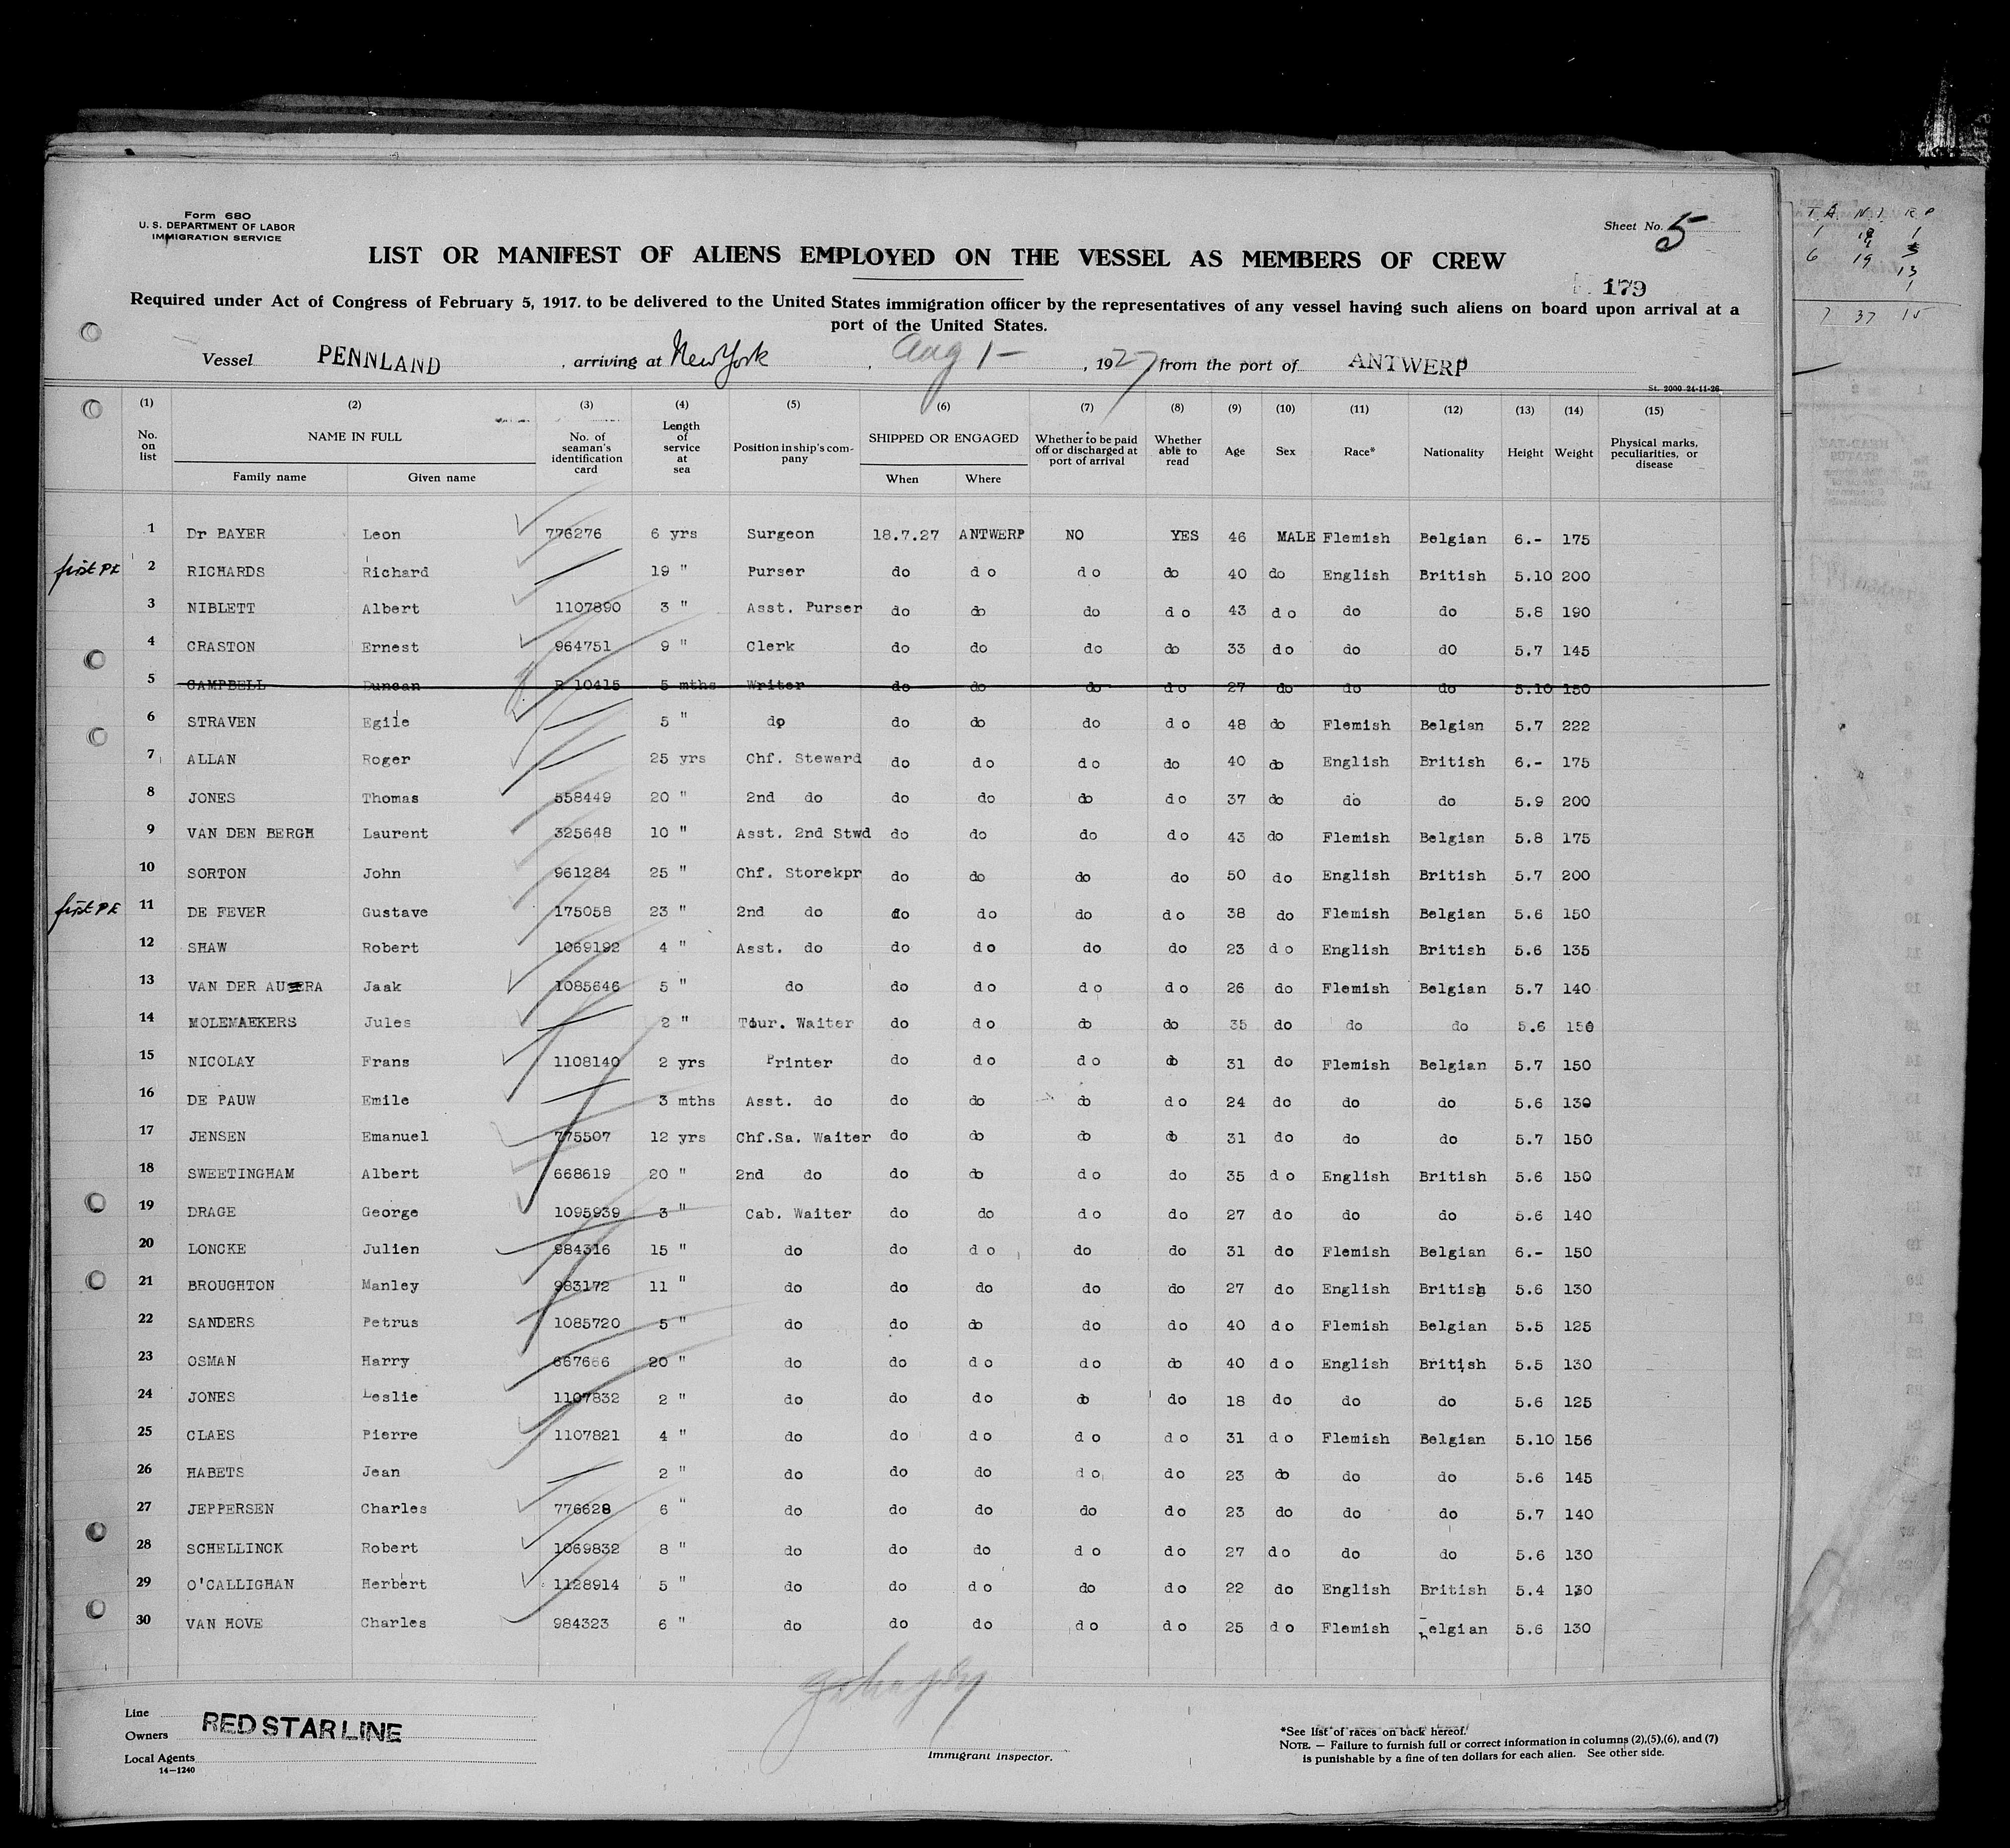 Form 680
U. S. DEPARTMENT OF LABOR
IMMIGRATION SERVICE
Sheet No. 5
LIST OR MANIFEST OF ALIENS EMPLOYED ON THE VESSEL AS MEMBERS OF CREW
179
Required under Act of Congress of February 5, 1917. to be delivered to the United States immigration officer by the representatives of any vessel having such aliens on board upon arrival at a
port of the United States.
Vessel PENNLAND , arriving at New York , Aug 1 - , 1927 from the port of ANTWERP
St. 2000 24-11-26
(1) (2) (3) (4) (5) (6) (7) (8) (9) (10) (11) (12) (13) (14) (15)
No. on list NAME IN FULL Family name Given name No. of seaman's identification card Length of service at sea Position in ship's company SHIPPED OR ENGAGED When Where Whether to be paid off or discharged at port of arrival Whether able to read Age Sex Race* Nationality Height Weight Physical marks, peculiarities, or disease
1 Dr BAYER Leon 776276 6 yrs Surgeon 18.7.27 ANTWERP NO YES 46 MALE Flemish Belgian 6.- 175
first PE 2 RICHARDS Richard — 19 " Purser do do do do 40 do English British 5.10 200
3 NIBLETT Albert 1107890 3 " Asst. Purser do do do do 43 do do do 5.8 190
4 CRASTON Ernest 964751 9 " Clerk do do do do 33 do do do 5.7 145
5 CAMPBELL Duncan R 10415 5 mths Writer do do do do 27 do do do 5.10 150
6 STRAVEN Egile — 5 " do do do do do 48 do Flemish Belgian 5.7 222
7 ALLAN Roger — 25 yrs Chf. Steward do do do do 40 do English British 6.- 175
8 JONES Thomas 558449 20 " 2nd do do do do do 37 do do do 5.9 200
9 VAN DEN BERGH Laurent 325648 10 " Asst. 2nd Stwd do do do do 43 do Flemish Belgian 5.8 175
10 SORTON John 961284 25 " Chf. Storekpr do do do do 50 do English British 5.7 200
first PE 11 DE FEVER Gustave 175058 23 " 2nd do do do do do 38 do Flemish Belgian 5.6 150
12 SHAW Robert 1069192 4 " Asst. do do do do do 23 do English British 5.6 135
13 VAN DER AUERA Jaak 1085646 5 " do do do do do 26 do Flemish Belgian 5.7 140
14 MOLEMAEKERS Jules — 2 " Tour. Waiter do do do do 35 do do do 5.6 150
15 NICOLAY Frans 1108140 2 yrs Printer do do do do 31 do Flemish Belgian 5.7 150
16 DE PAUW Emile — 3 mths Asst. do do do do do 24 do do do 5.6 130
17 JENSEN Emanuel 775507 12 yrs Chf.Sa. Waiter do do do do 31 do do do 5.7 150
18 SWEETINGHAM Albert 668619 20 " 2nd do do do do do 35 do English British 5.6 150
19 DRAGE George 1095939 3 " Cab. Waiter do do do do 27 do do do 5.6 140
20 LONCKE Julien 984316 15 " do do do do do 31 do Flemish Belgian 6.- 150
21 BROUGHTON Manley 983172 11 " do do do do do 27 do English British 5.6 130
22 SANDERS Petrus 1085720 5 " do do do do do 40 do Flemish Belgian 5.5 125
23 OSMAN Harry 667666 20 " do do do do do 40 do English British 5.5 130
24 JONES Leslie 1107832 2 " do do do do do 18 do do do 5.6 125
25 CLAES Pierre 1107821 4 " do do do do do 31 do Flemish Belgian 5.10 156
26 HABETS Jean — 2 " do do do do do 23 do do do 5.6 145
27 JEPPERSEN Charles 776628 6 " do do do do do 23 do do do 5.7 140
28 SCHELLINCK Robert 1069832 8 " do do do do do 27 do do do 5.6 130
29 O'CALLIGHAN Herbert 1128914 5 " do do do do do 22 do English British 5.4 130
30 VAN HOVE Charles 984323 6 " do do do do do 25 do Flemish Belgian 5.6 130
Line
Owners RED STAR LINE
Local Agents
14—1240
Immigrant Inspector.
*See list of races on back hereof.
NOTE. — Failure to furnish full or correct information in columns (2),(5),(6), and (7)
is punishable by a fine of ten dollars for each alien. See other side.
T.A. N.I. R P
1 19 1
6 19
13
1
7 37 15